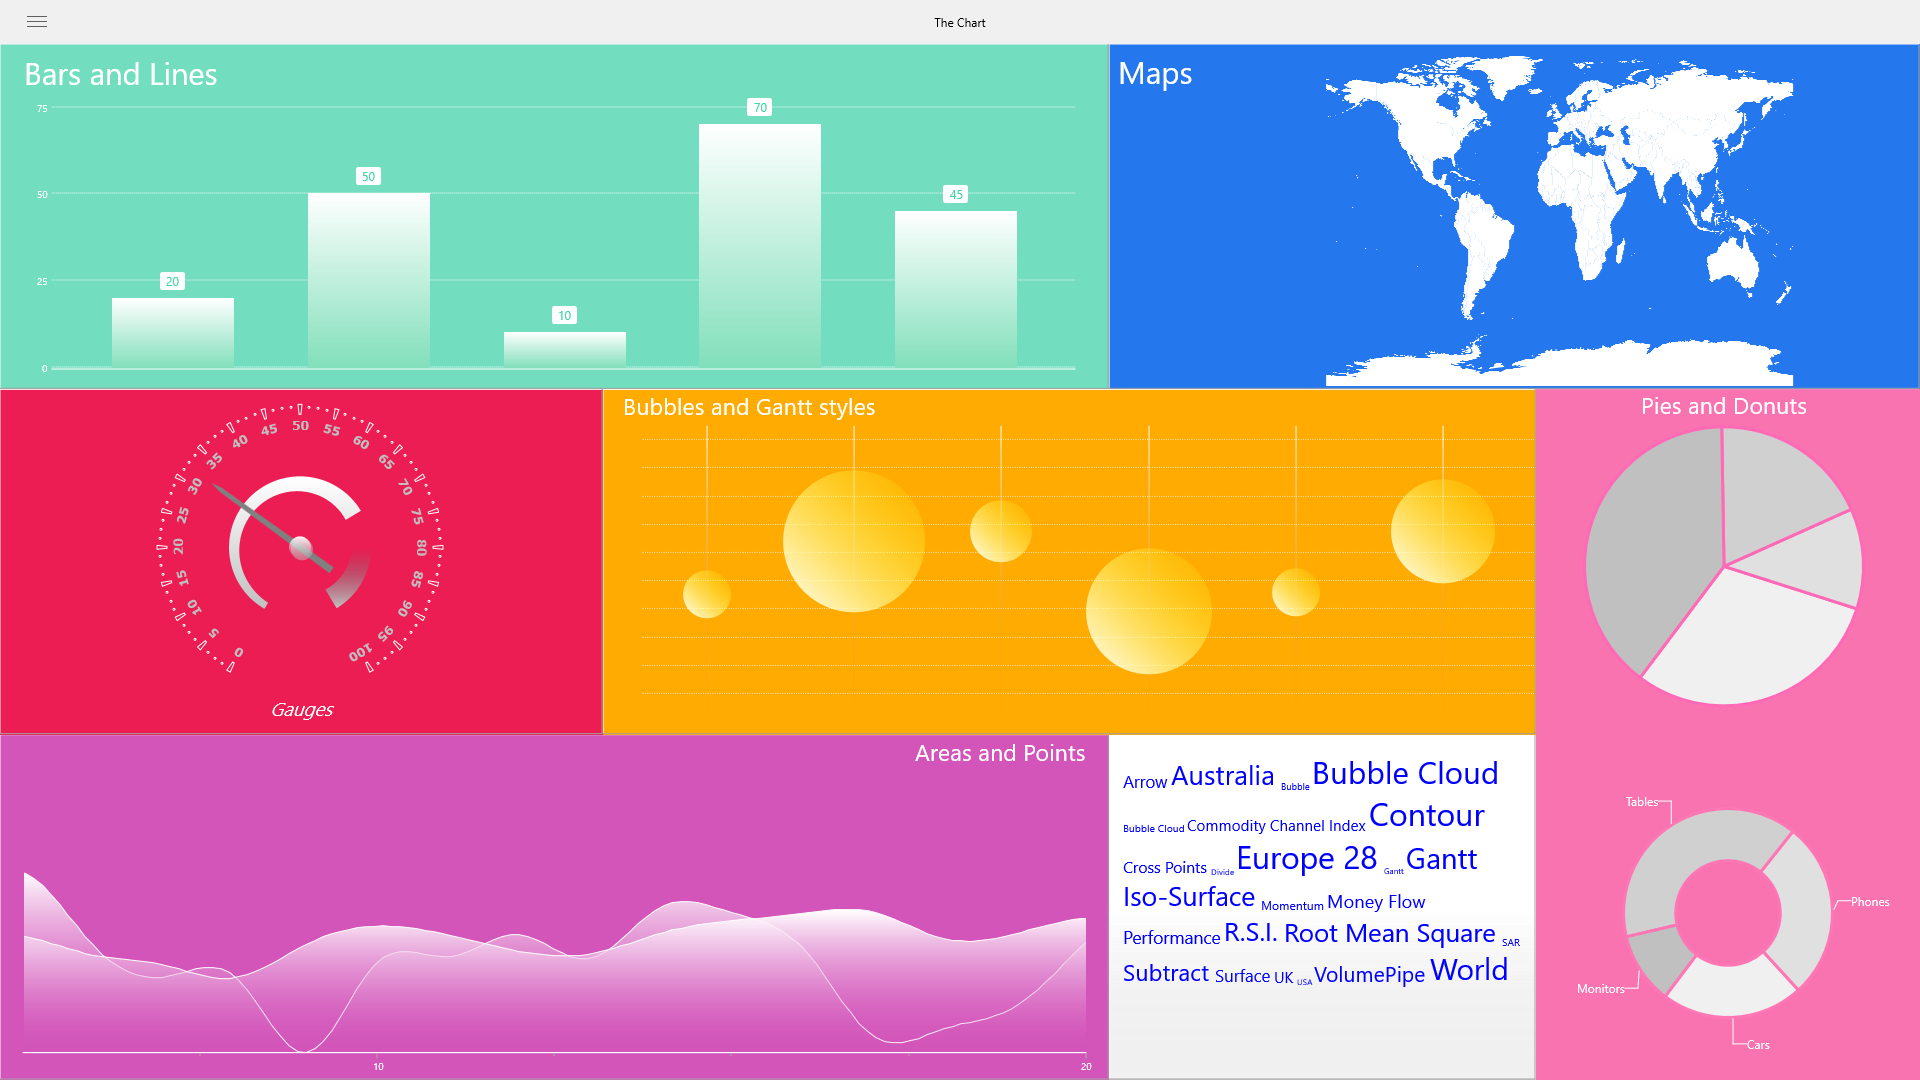 The Chart
Bars and Lines
75
50
25
0
20
50
10
70
45
Maps
0
5
10
15
20
25
30
35
40
45
50
55
60
65
70
75
80
85
90
95
100
Gauges
Bubbles and Gantt styles
Pies and Donuts
Tables
Phones
Monitors
Cars
Areas and Points
10
20
Arrow Australia Bubble Bubble Cloud
Bubble Cloud Commodity Channel Index Contour
Cross Points Divide Europe 28 Gantt Gantt
Iso-Surface Momentum Money Flow
Performance R.S.I. Root Mean Square SAR
Subtract Surface UK USA VolumePipe World